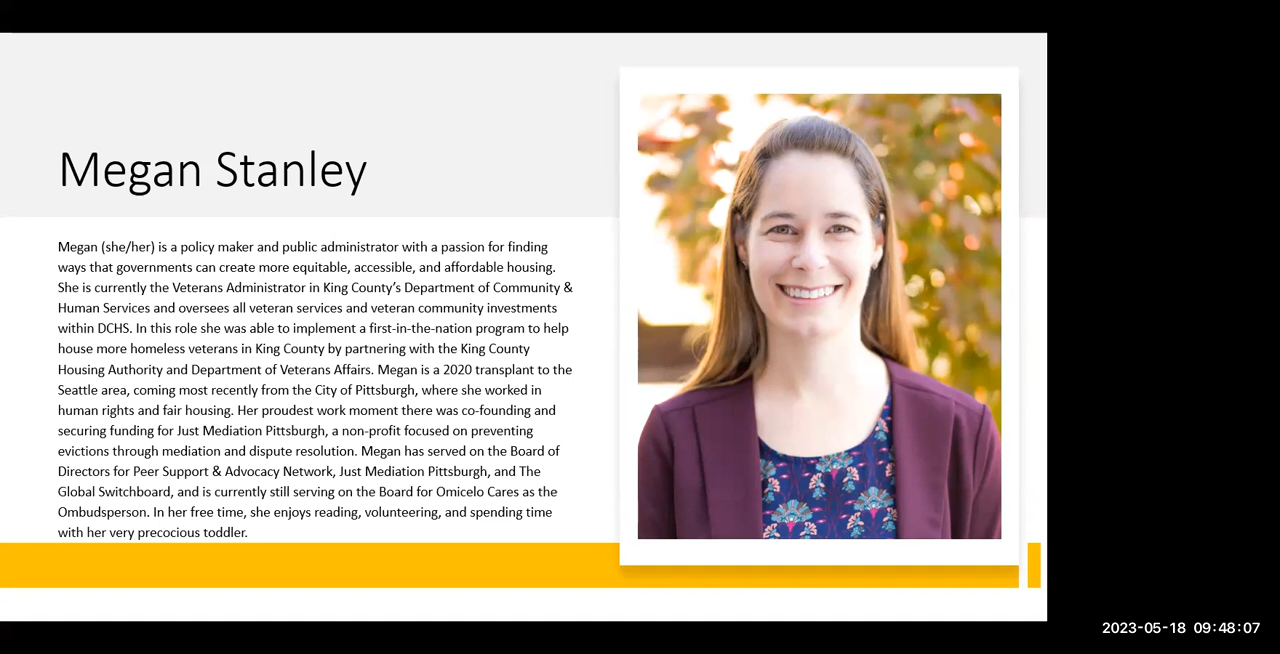 Megan Stanley
Megan (she/her) is a policy maker and public administrator with a passion for finding
ways that governments can create more equitable, accessible, and affordable housing.
She is currently the Veterans Administrator in King County’s Department of Community &
Human Services and oversees all veteran services and veteran community investments
within DCHS. In this role she was able to implement a first-in-the-nation program to help
house more homeless veterans in King County by partnering with the King County
Housing Authority and Department of Veterans Affairs. Megan is a 2020 transplant to the
Seattle area, coming most recently from the City of Pittsburgh, where she worked in
human rights and fair housing. Her proudest work moment there was co-founding and
securing funding for Just Mediation Pittsburgh, a non-profit focused on preventing
evictions through mediation and dispute resolution. Megan has served on the Board of
Directors for Peer Support & Advocacy Network, Just Mediation Pittsburgh, and The
Global Switchboard, and is currently still serving on the Board for Omicelo Cares as the
Ombudsperson. In her free time, she enjoys reading, volunteering, and spending time
with her very precocious toddler.
2023-05-18 09:48:07